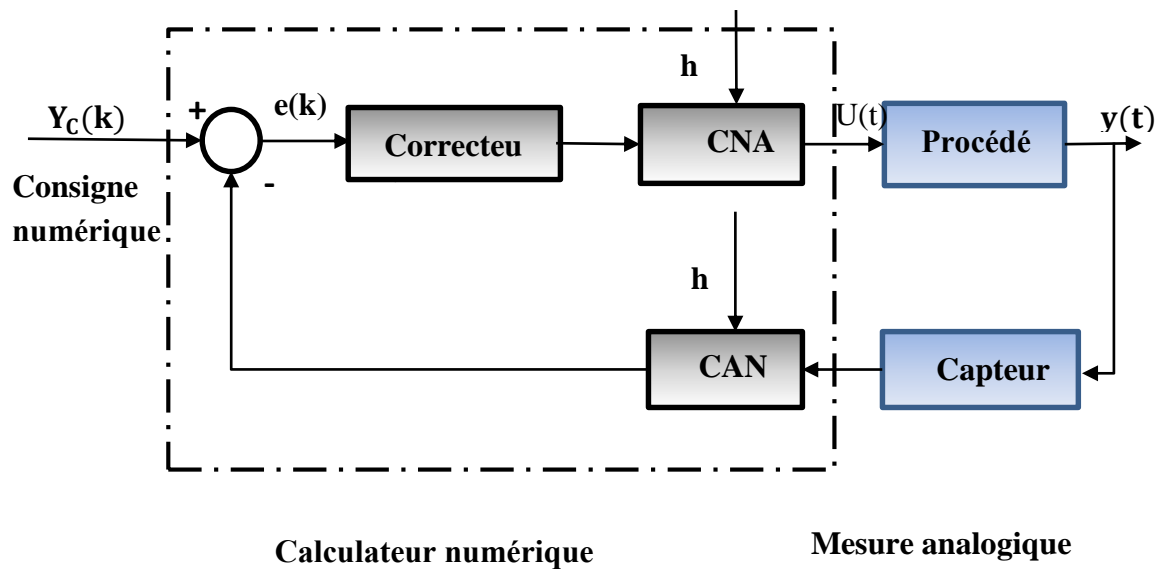 h
Y_C(k)
+
e(k)
Correcteu
CNA
U(t)
Procédé
y(t)
-
Consigne
numérique
h
CAN
Capteur
Calculateur numérique
Mesure analogique